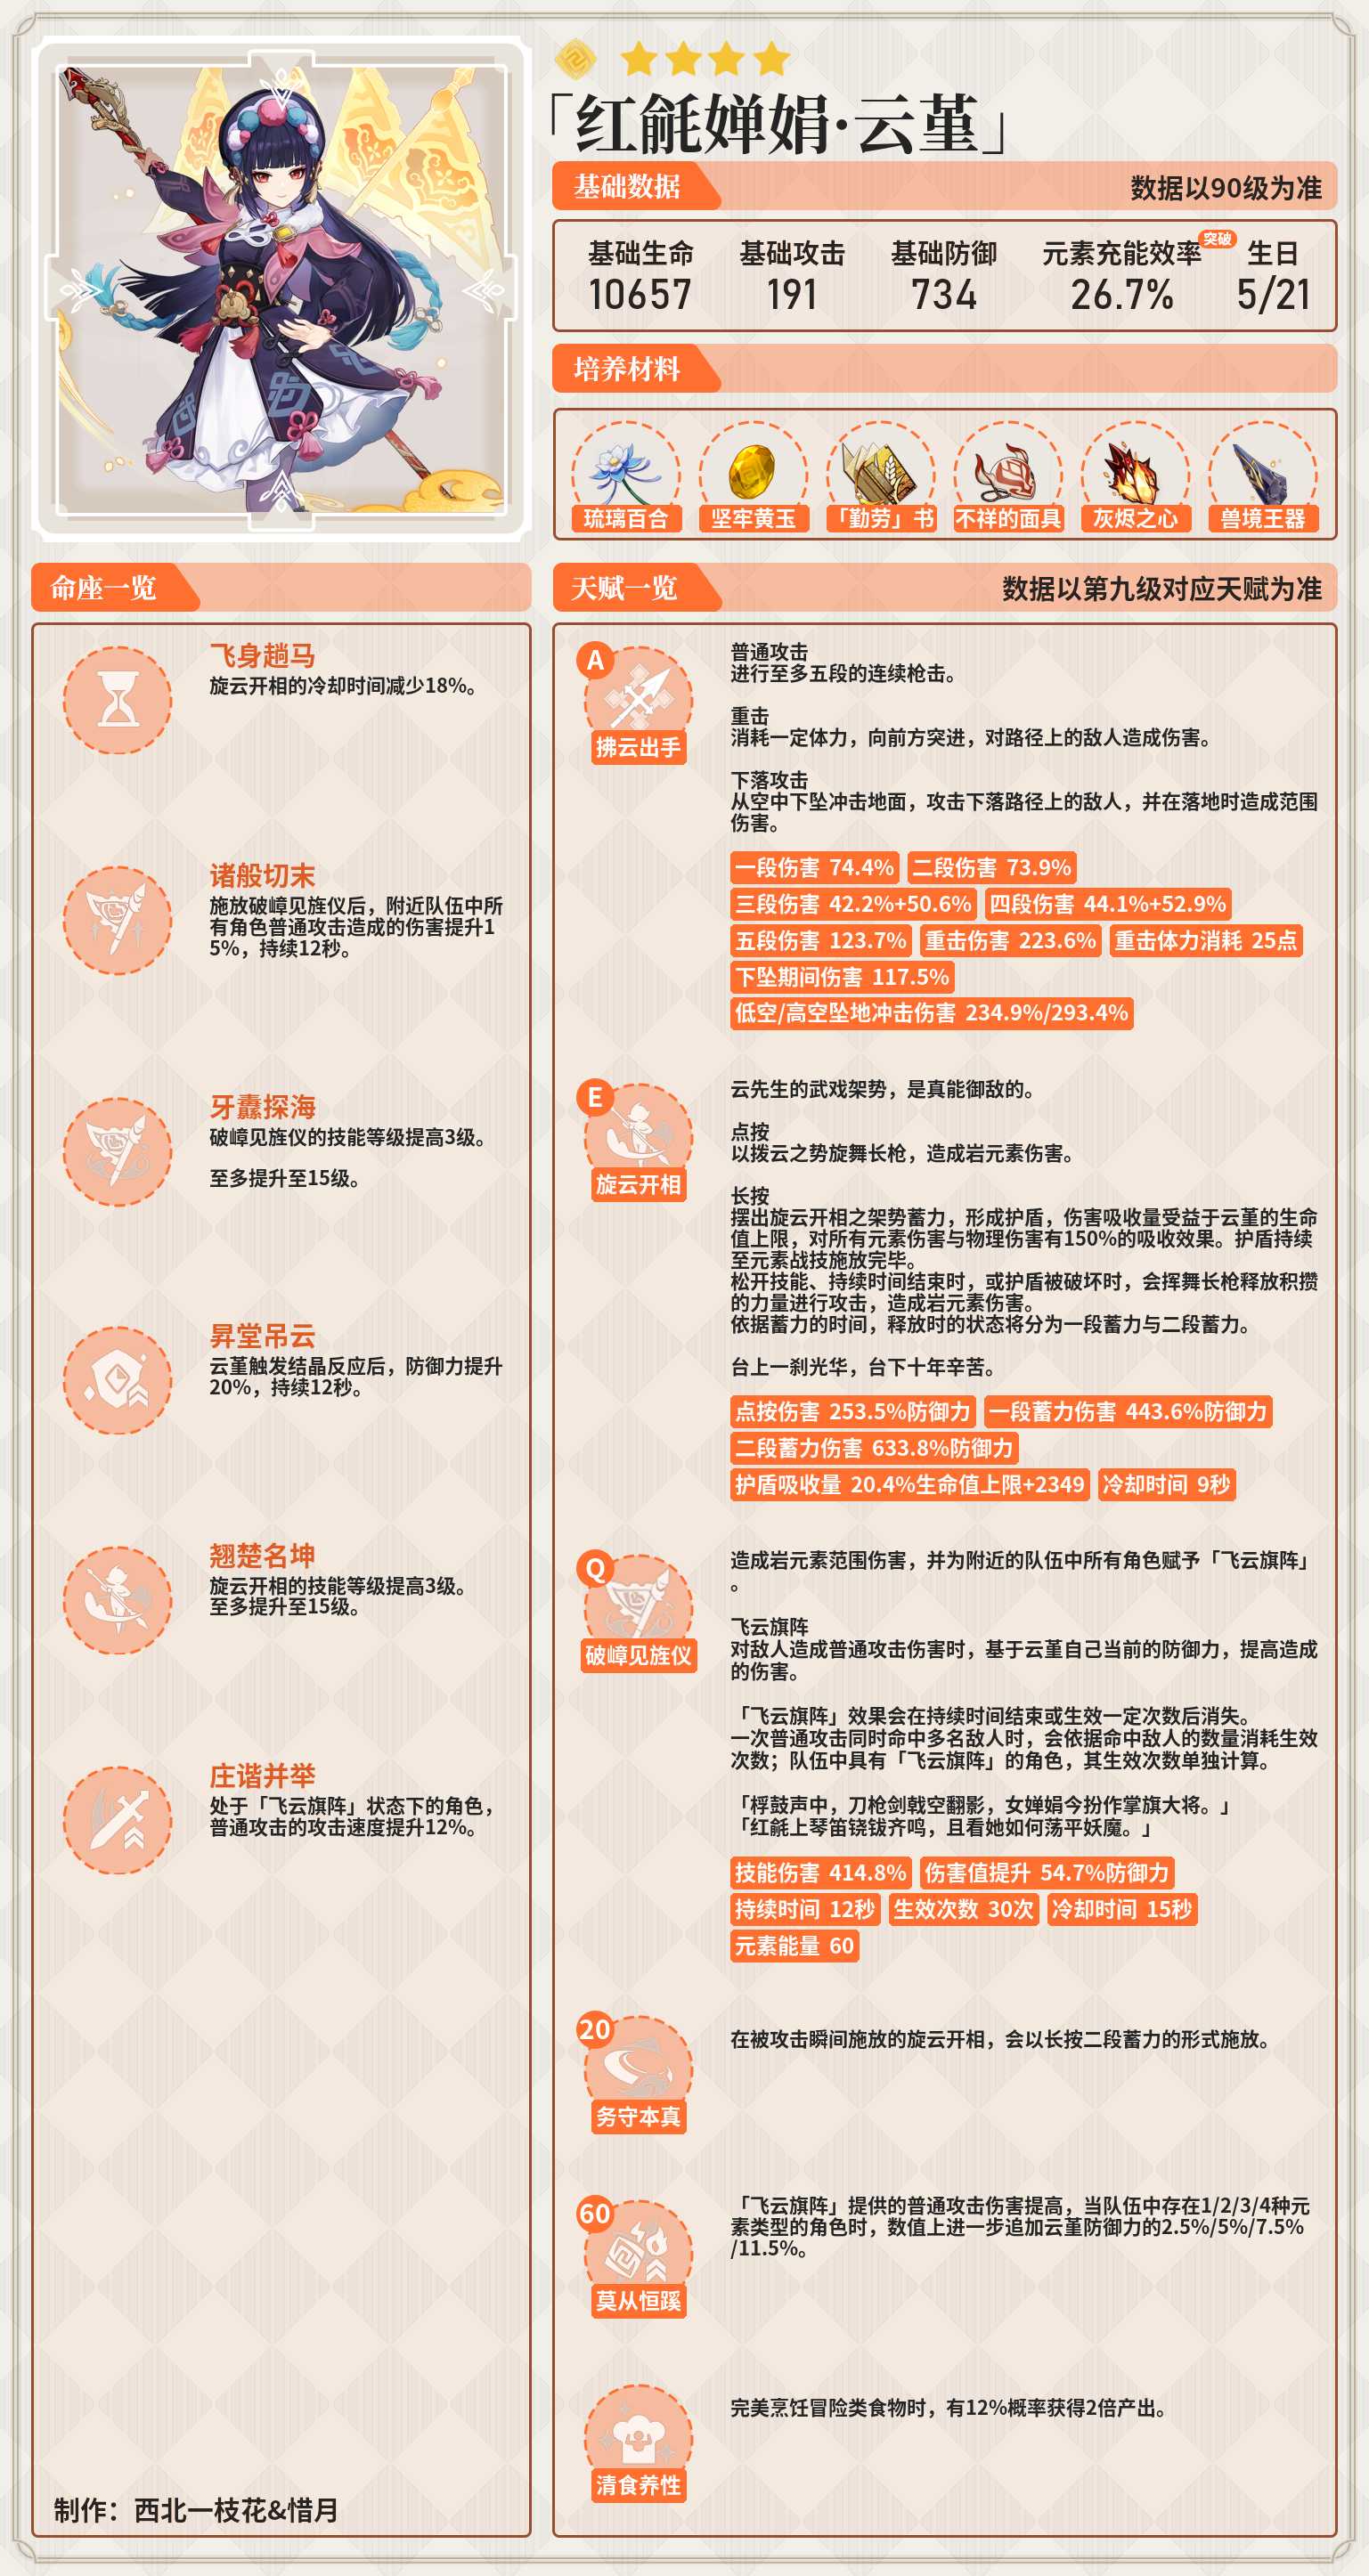 「红毹婵娟·云堇」
基础数据
数据以90级为准
基础生命 基础攻击 基础防御 元素充能效率 突破 生日
10657 191 734 26.7% 5/21
培养材料
琉璃百合 坚牢黄玉 「勤劳」书 不祥的面具 灰烬之心 兽境王器
命座一览
飞身趟马
旋云开相的冷却时间减少18%。
诸般切末
施放破嶂见旌仪后，附近队伍中所
有角色普通攻击造成的伤害提升1
5%，持续12秒。
牙纛探海
破嶂见旌仪的技能等级提高3级。
至多提升至15级。
昇堂吊云
云堇触发结晶反应后，防御力提升
20%，持续12秒。
翘楚名坤
旋云开相的技能等级提高3级。
至多提升至15级。
庄谐并举
处于「飞云旗阵」状态下的角色，
普通攻击的攻击速度提升12%。
制作：西北一枝花&惜月
天赋一览
数据以第九级对应天赋为准
A
拂云出手
普通攻击
进行至多五段的连续枪击。
重击
消耗一定体力，向前方突进，对路径上的敌人造成伤害。
下落攻击
从空中下坠冲击地面，攻击下落路径上的敌人，并在落地时造成范围
伤害。
一段伤害 74.4% 二段伤害 73.9%
三段伤害 42.2%+50.6% 四段伤害 44.1%+52.9%
五段伤害 123.7% 重击伤害 223.6% 重击体力消耗 25点
下坠期间伤害 117.5%
低空/高空坠地冲击伤害 234.9%/293.4%
E
旋云开相
云先生的武戏架势，是真能御敌的。
点按
以拨云之势旋舞长枪，造成岩元素伤害。
长按
摆出旋云开相之架势蓄力，形成护盾，伤害吸收量受益于云堇的生命
值上限，对所有元素伤害与物理伤害有150%的吸收效果。护盾持续
至元素战技施放完毕。
松开技能、持续时间结束时，或护盾被破坏时，会挥舞长枪释放积攒
的力量进行攻击，造成岩元素伤害。
依据蓄力的时间，释放时的状态将分为一段蓄力与二段蓄力。
台上一刹光华，台下十年辛苦。
点按伤害 253.5%防御力 一段蓄力伤害 443.6%防御力
二段蓄力伤害 633.8%防御力
护盾吸收量 20.4%生命值上限+2349 冷却时间 9秒
Q
破嶂见旌仪
造成岩元素范围伤害，并为附近的队伍中所有角色赋予「飞云旗阵」
。
飞云旗阵
对敌人造成普通攻击伤害时，基于云堇自己当前的防御力，提高造成
的伤害。
「飞云旗阵」效果会在持续时间结束或生效一定次数后消失。
一次普通攻击同时命中多名敌人时，会依据命中敌人的数量消耗生效
次数；队伍中具有「飞云旗阵」的角色，其生效次数单独计算。
「桴鼓声中，刀枪剑戟空翻影，女婵娟今扮作掌旗大将。」
「红毹上琴笛铙钹齐鸣，且看她如何荡平妖魔。」
技能伤害 414.8% 伤害值提升 54.7%防御力
持续时间 12秒 生效次数 30次 冷却时间 15秒
元素能量 60
20
务守本真
在被攻击瞬间施放的旋云开相，会以长按二段蓄力的形式施放。
60
莫从恒蹊
「飞云旗阵」提供的普通攻击伤害提高，当队伍中存在1/2/3/4种元
素类型的角色时，数值上进一步追加云堇防御力的2.5%/5%/7.5%
/11.5%。
清食养性
完美烹饪冒险类食物时，有12%概率获得2倍产出。